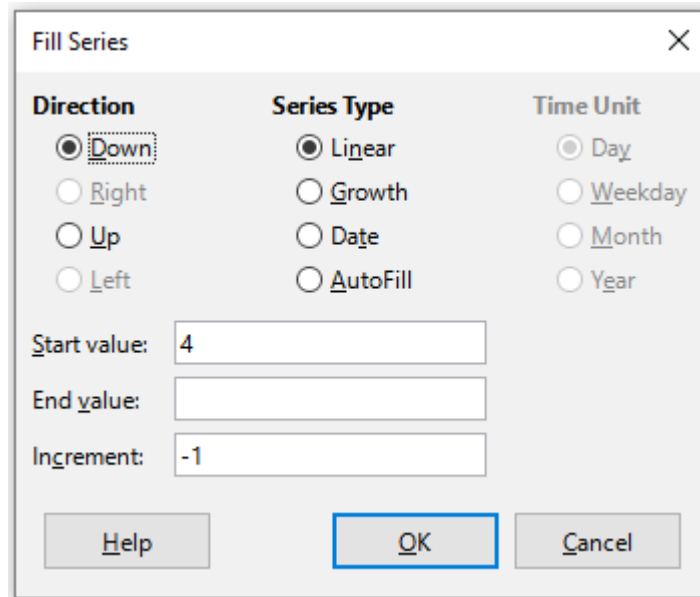 Fill Series
Direction Series Type Time Unit
Down Linear Day
Right Growth Weekday
Up Date Month
Left AutoFill Year
Start value: 4
End value:
Increment: -1
Help OK Cancel